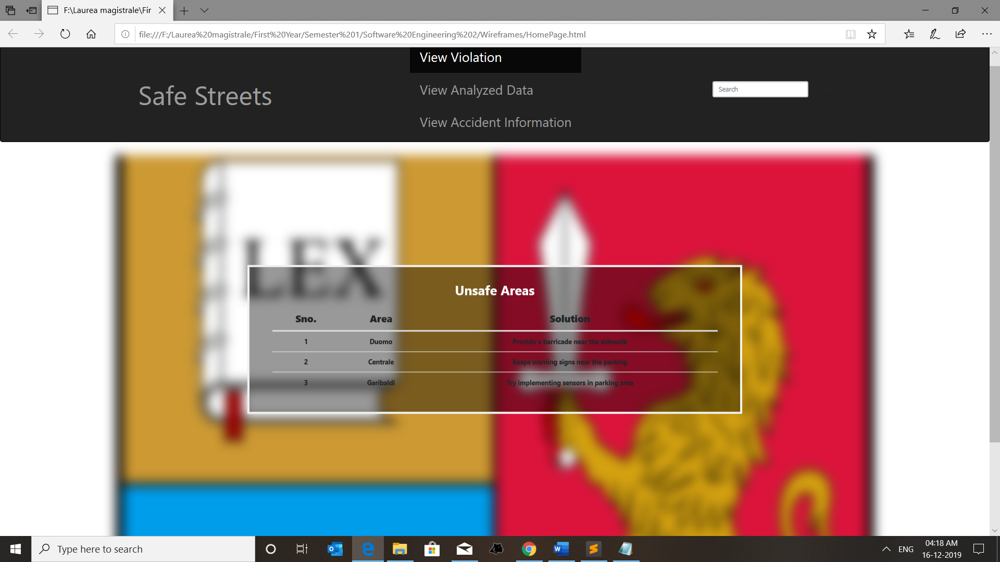 F:\Laurea magistrale\Fir
file:///F:/Laurea%20magistrale/First%20Year/Semester%201/Software%20Engineering%202/Wireframes/HomePage.html
View Violation
Safe Streets
View Analyzed Data
Search
View Accident Information
LEX
Unsafe Areas
Sno. Area Solution
1 Duomo Provide a barricade near the sidewalk
2 Centrale Keeps warning signs near the parking
3 Garibaldi Try implementing sensors in parking area
Type here to search
ENG
04:18 AM
16-12-2019